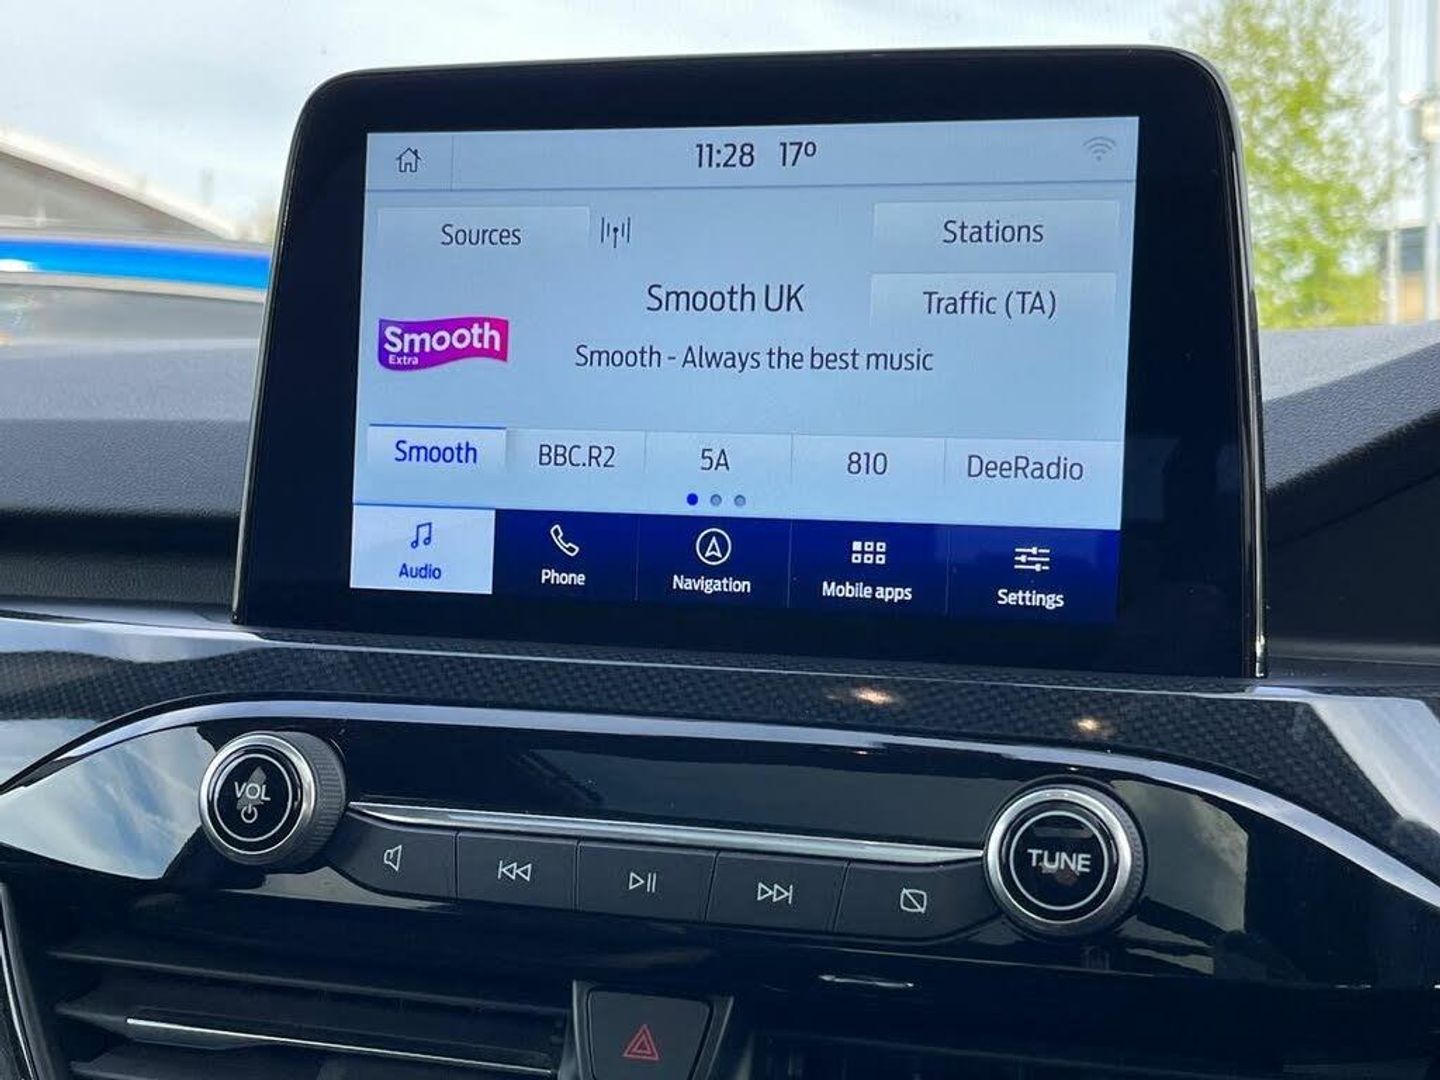 11:28 17º
Sources
Stations
Smooth UK
Traffic (TA)
Smooth
Extra
Smooth - Always the best music
Smooth
BBC.R2
5A
810
DeeRadio
Audio
Phone
Navigation
Mobile apps
Settings
VOL
TUNE